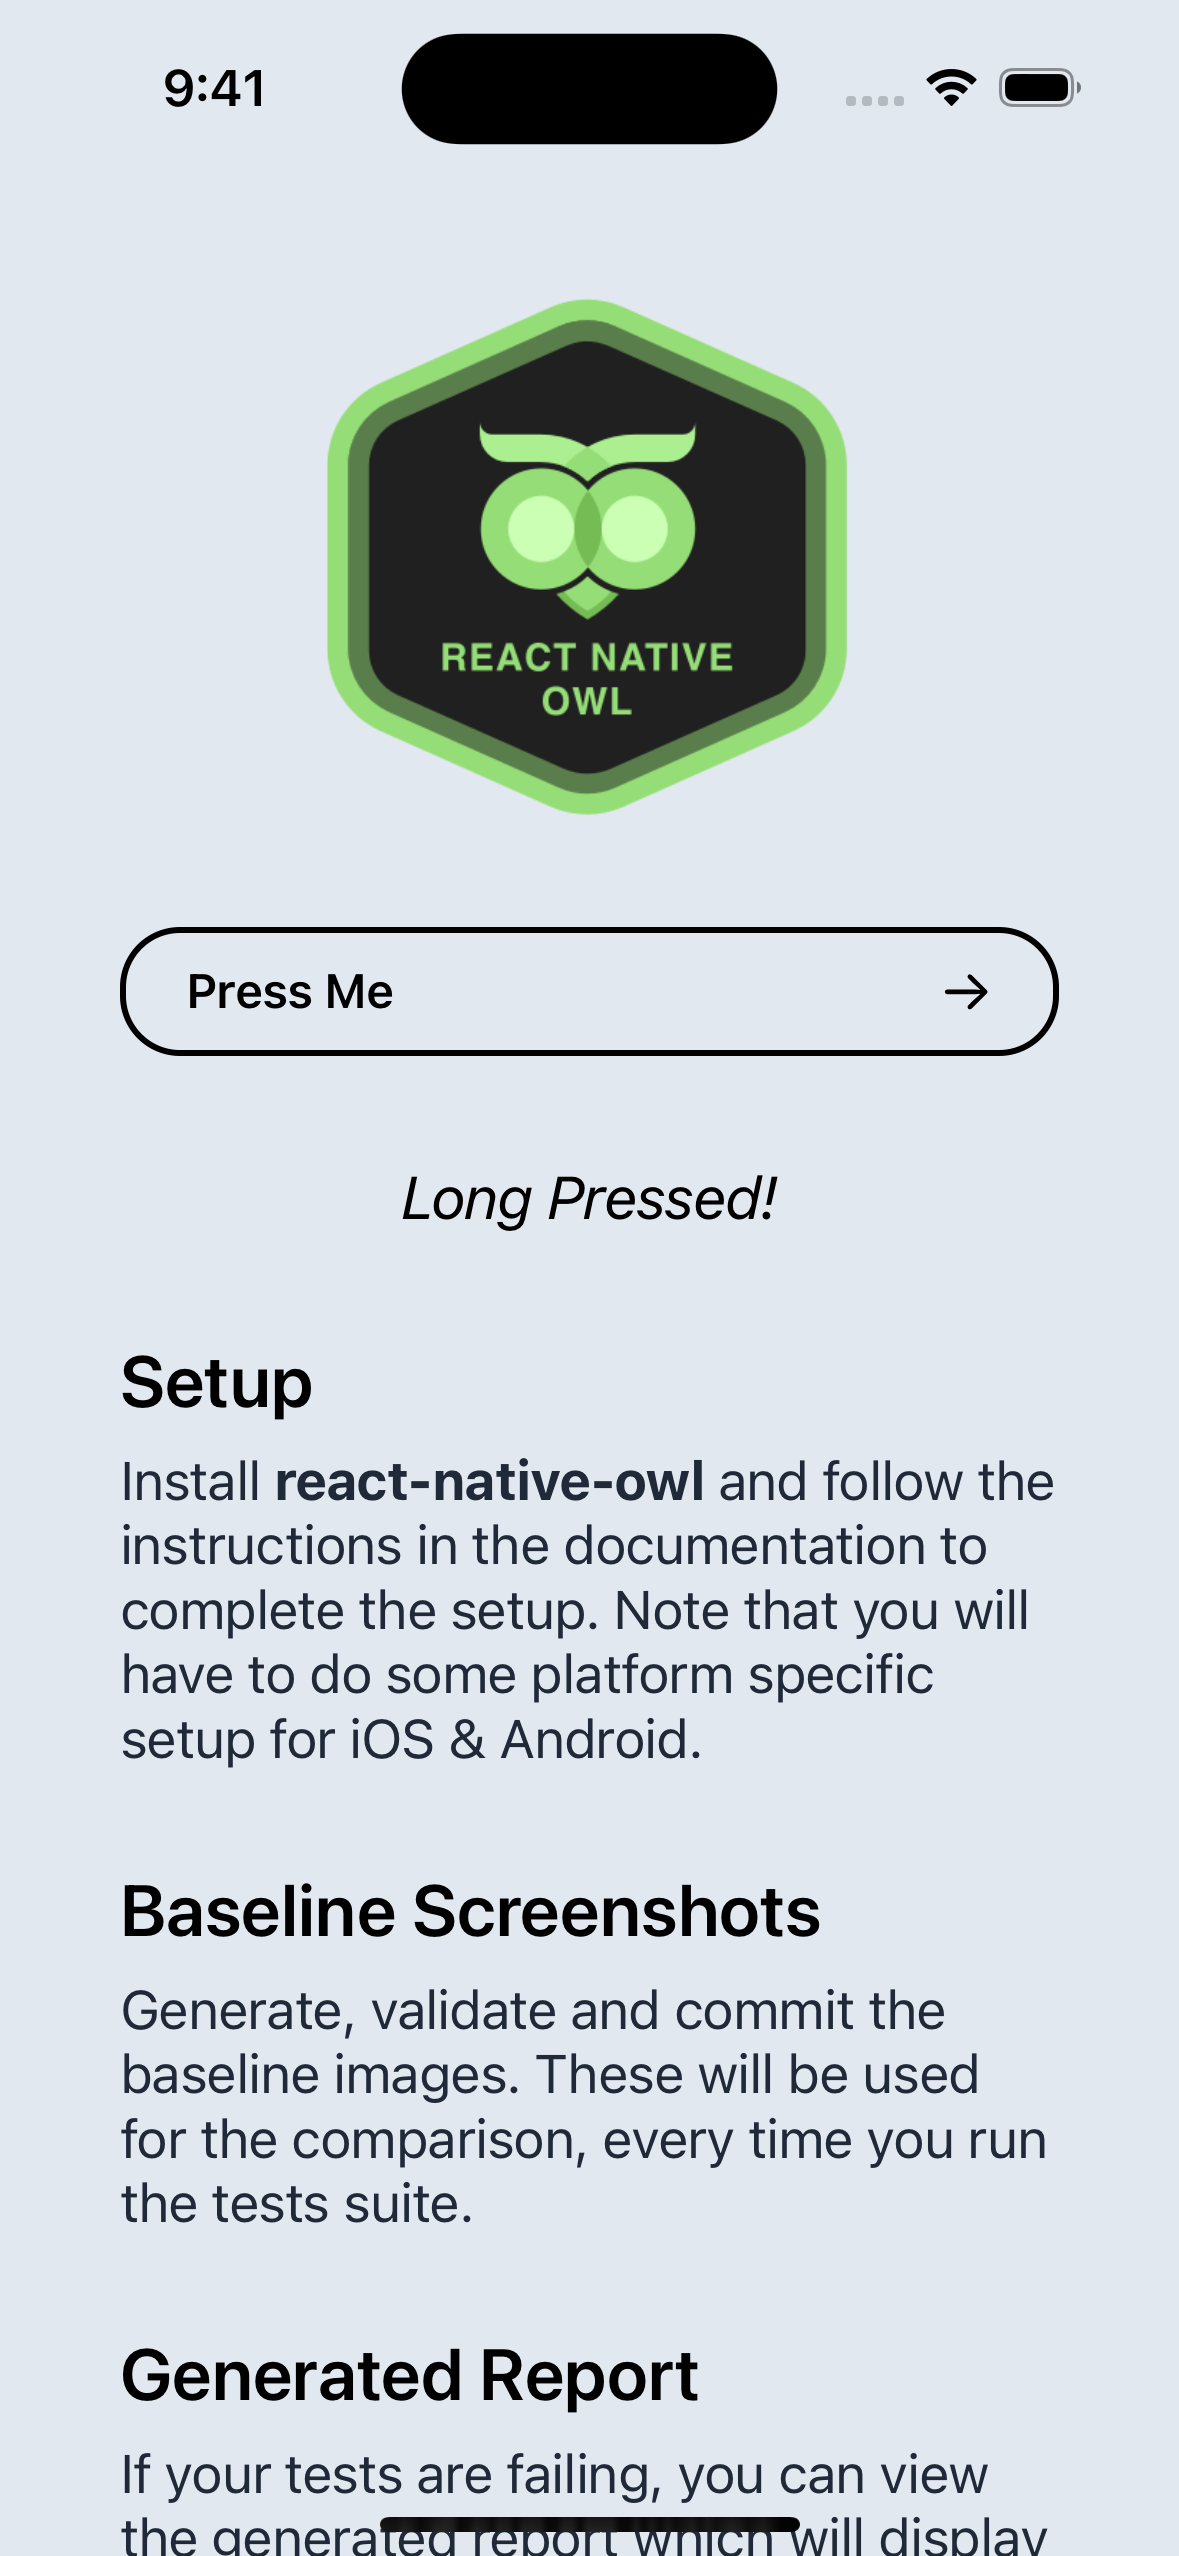 9:41
REACT NATIVE
OWL
Press Me
Long Pressed!
Setup
Install react-native-owl and follow the
instructions in the documentation to
complete the setup. Note that you will
have to do some platform specific
setup for iOS & Android.
Baseline Screenshots
Generate, validate and commit the
baseline images. These will be used
for the comparison, every time you run
the tests suite.
Generated Report
If your tests are failing, you can view
the generated report which will display